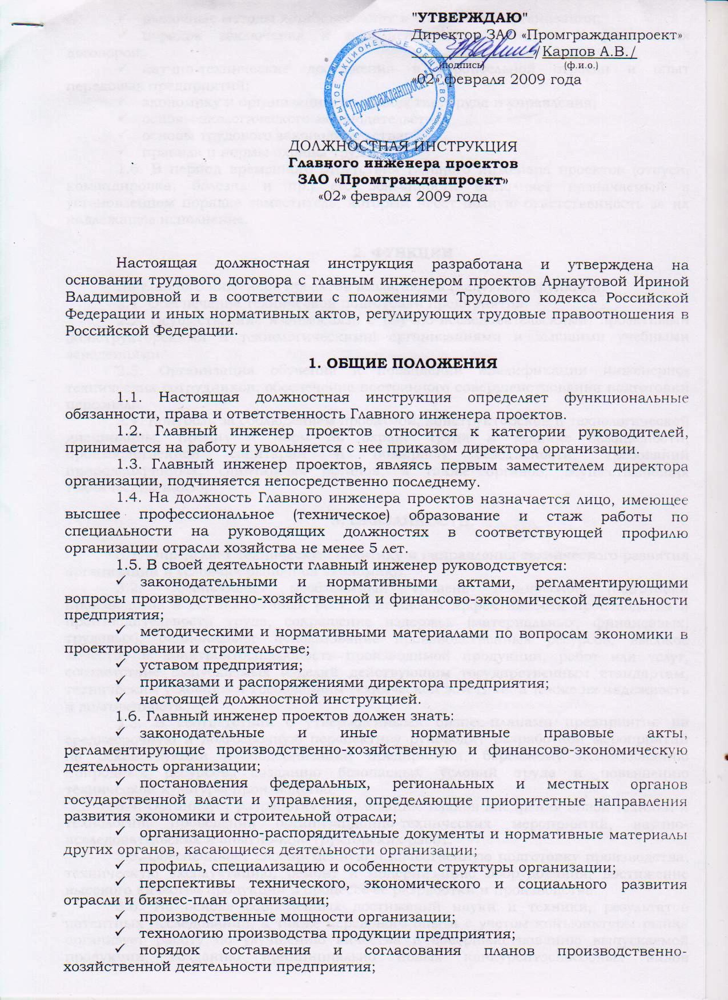 "УТВЕРЖДАЮ"
Директор ЗАО «Промгражданпроект»
/Карпов А.В./
(подпись) (ф.и.о.)
«02» февраля 2009 года
ЗАКРЫТОЕ АКЦИОНЕРНОЕ ОБЩЕСТВО
"Промгражданпроект"
г. Щелково
ДОЛЖНОСТНАЯ ИНСТРУКЦИЯ
Главного инженера проектов
ЗАО «Промгражданпроект»
«02» февраля 2009 года
Настоящая должностная инструкция разработана и утверждена на
основании трудового договора с главным инженером проектов Арнаутовой Ириной
Владимировной и в соответствии с положениями Трудового кодекса Российской
Федерации и иных нормативных актов, регулирующих трудовые правоотношения в
Российской Федерации.
1. ОБЩИЕ ПОЛОЖЕНИЯ
1.1. Настоящая должностная инструкция определяет функциональные
обязанности, права и ответственность Главного инженера проектов.
1.2. Главный инженер проектов относится к категории руководителей,
принимается на работу и увольняется с нее приказом директора организации.
1.3. Главный инженер проектов, являясь первым заместителем директора
организации, подчиняется непосредственно последнему.
1.4. На должность Главного инженера проектов назначается лицо, имеющее
высшее профессиональное (техническое) образование и стаж работы по
специальности на руководящих должностях в соответствующей профилю
организации отрасли хозяйства не менее 5 лет.
1.5. В своей деятельности главный инженер руководствуется:
✓ законодательными и нормативными актами, регламентирующими
вопросы производственно-хозяйственной и финансово-экономической деятельности
предприятия;
✓ методическими и нормативными материалами по вопросам экономики в
проектировании и строительстве;
✓ уставом предприятия;
✓ приказами и распоряжениями директора предприятия;
✓ настоящей должностной инструкцией.
1.6. Главный инженер проектов должен знать:
✓ законодательные и иные нормативные правовые акты,
регламентирующие производственно-хозяйственную и финансово-экономическую
деятельность организации;
✓ постановления федеральных, региональных и местных органов
государственной власти и управления, определяющие приоритетные направления
развития экономики и строительной отрасли;
✓ организационно-распорядительные документы и нормативные материалы
других органов, касающиеся деятельности организации;
✓ профиль, специализацию и особенности структуры организации;
✓ перспективы технического, экономического и социального развития
отрасли и бизнес-план организации;
✓ производственные мощности организации;
✓ технологию производства продукции предприятия;
✓ порядок составления и согласования планов производственно-
хозяйственной деятельности предприятия;